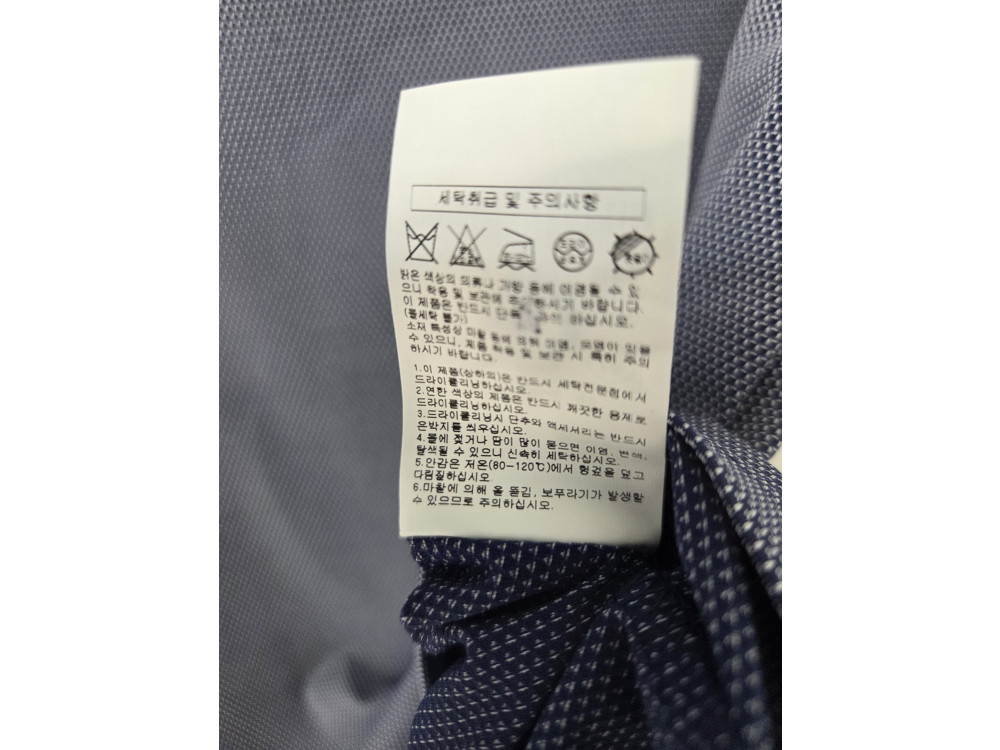 세탁취급 및 주의사항
밝은 색상의 의류나 가방 등에 이염될 수 있
으니 착용 및 보관에 주의하시기 바랍니다.
이 제품은 반드시 단독 하십시오.
(물세탁 불가)
소재 특성상 마찰 등에 의해 이염, 보풀이 있을
수 있으니, 제품 착용 및 보관 시 특히 주의
하시기 바랍니다.
1.이 제품(상하의)은 반드시 세탁전문점에서
드라이클리닝하십시오.
2.연한 색상의 제품은 반드시 깨끗한 용제로
드라이클리닝하십시오.
3.드라이클리닝시 단추와 액세서리는 반드시
은박지를 씌우십시오.
4.물에 젖거나 땀이 많이 묻으면 이염, 변색,
탈색될 수 있으니 신속히 세탁하십시오.
5.안감은 저온(80-120℃)에서 헝겊을 덮고
다림질하십시오.
6.마찰에 의해 올 뜯김, 보푸라기가 발생할
수 있으므로 주의하십시오.